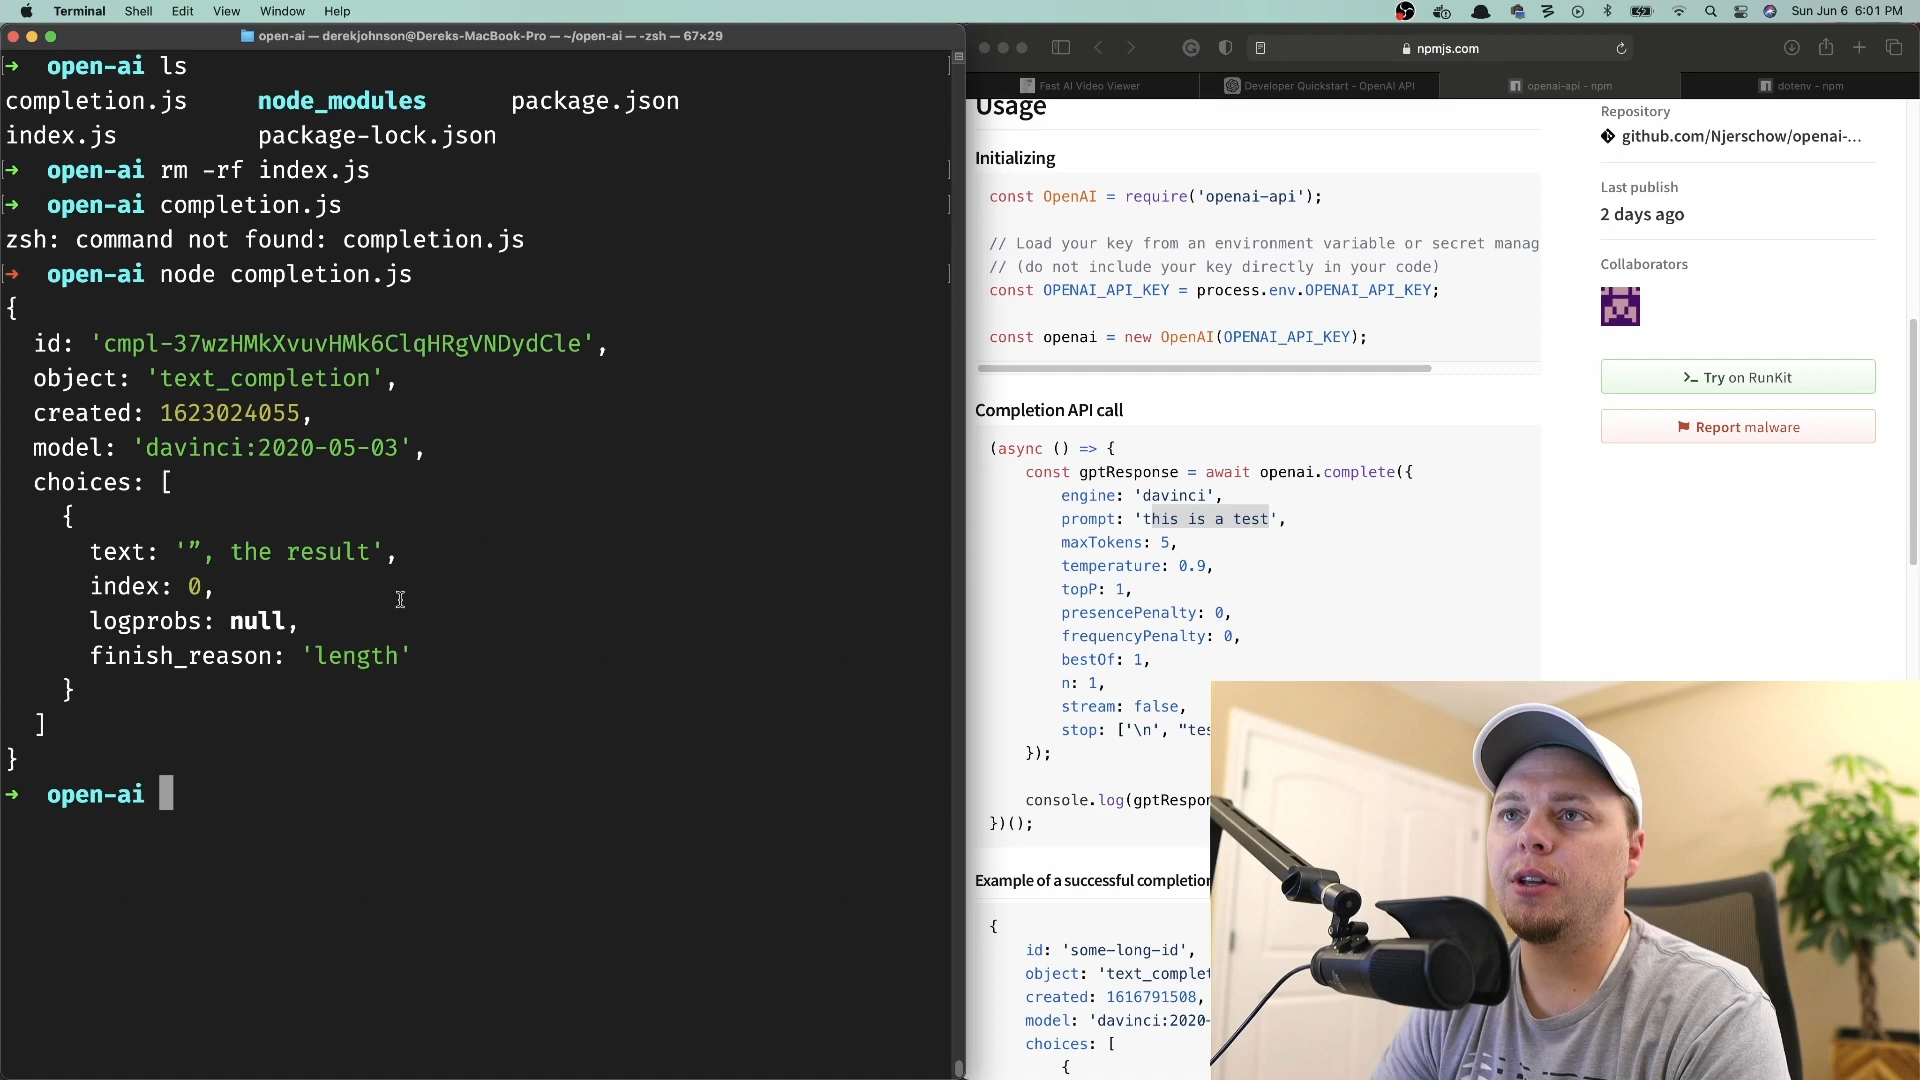 Terminal Shell Edit View Window Help
Sun Jun 6 6:01 PM
open-ai — derekjohnson@Dereks-MacBook-Pro — ~/open-ai — -zsh — 67×29
➜ open-ai ls
completion.js node_modules package.json
index.js package-lock.json
➜ open-ai rm -rf index.js
➜ open-ai completion.js
zsh: command not found: completion.js
➜ open-ai node completion.js
{
id: 'cmpl-37wzHMkXvuvHMk6ClqHRgVNDydCle',
object: 'text_completion',
created: 1623024055,
model: 'davinci:2020-05-03',
choices: [
{
text: '”, the result',
index: 0,
logprobs: null,
finish_reason: 'length'
}
]
}
➜ open-ai
npmjs.com
Fast AI Video Viewer
Developer Quickstart - OpenAI API
openai-api - npm
dotenv - npm
Usage
Initializing
const OpenAI = require('openai-api');
// Load your key from an environment variable or secret manag
// (do not include your key directly in your code)
const OPENAI_API_KEY = process.env.OPENAI_API_KEY;
const openai = new OpenAI(OPENAI_API_KEY);
Completion API call
(async () => {
const gptResponse = await openai.complete({
engine: 'davinci',
prompt: 'this is a test',
maxTokens: 5,
temperature: 0.9,
topP: 1,
presencePenalty: 0,
frequencyPenalty: 0,
bestOf: 1,
n: 1,
stream: false,
stop: ['\n', "tes
});
console.log(gptRespon
})();
Example of a successful completion
{
id: 'some-long-id',
object: 'text_complet
created: 1616791508,
model: 'davinci:2020-
choices: [
{
Repository
github.com/Njerschow/openai-...
Last publish
2 days ago
Collaborators
>_ Try on RunKit
Report malware